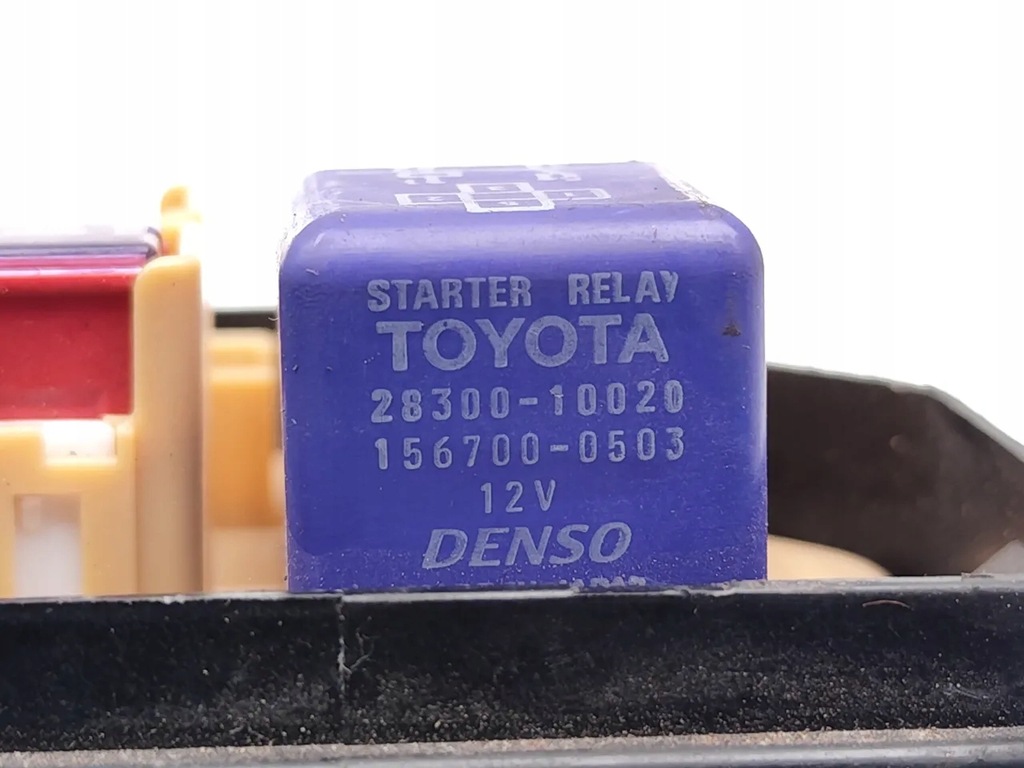 STARTER RELAY
TOYOTA
28300-10020
156700-0503
12V
DENSO